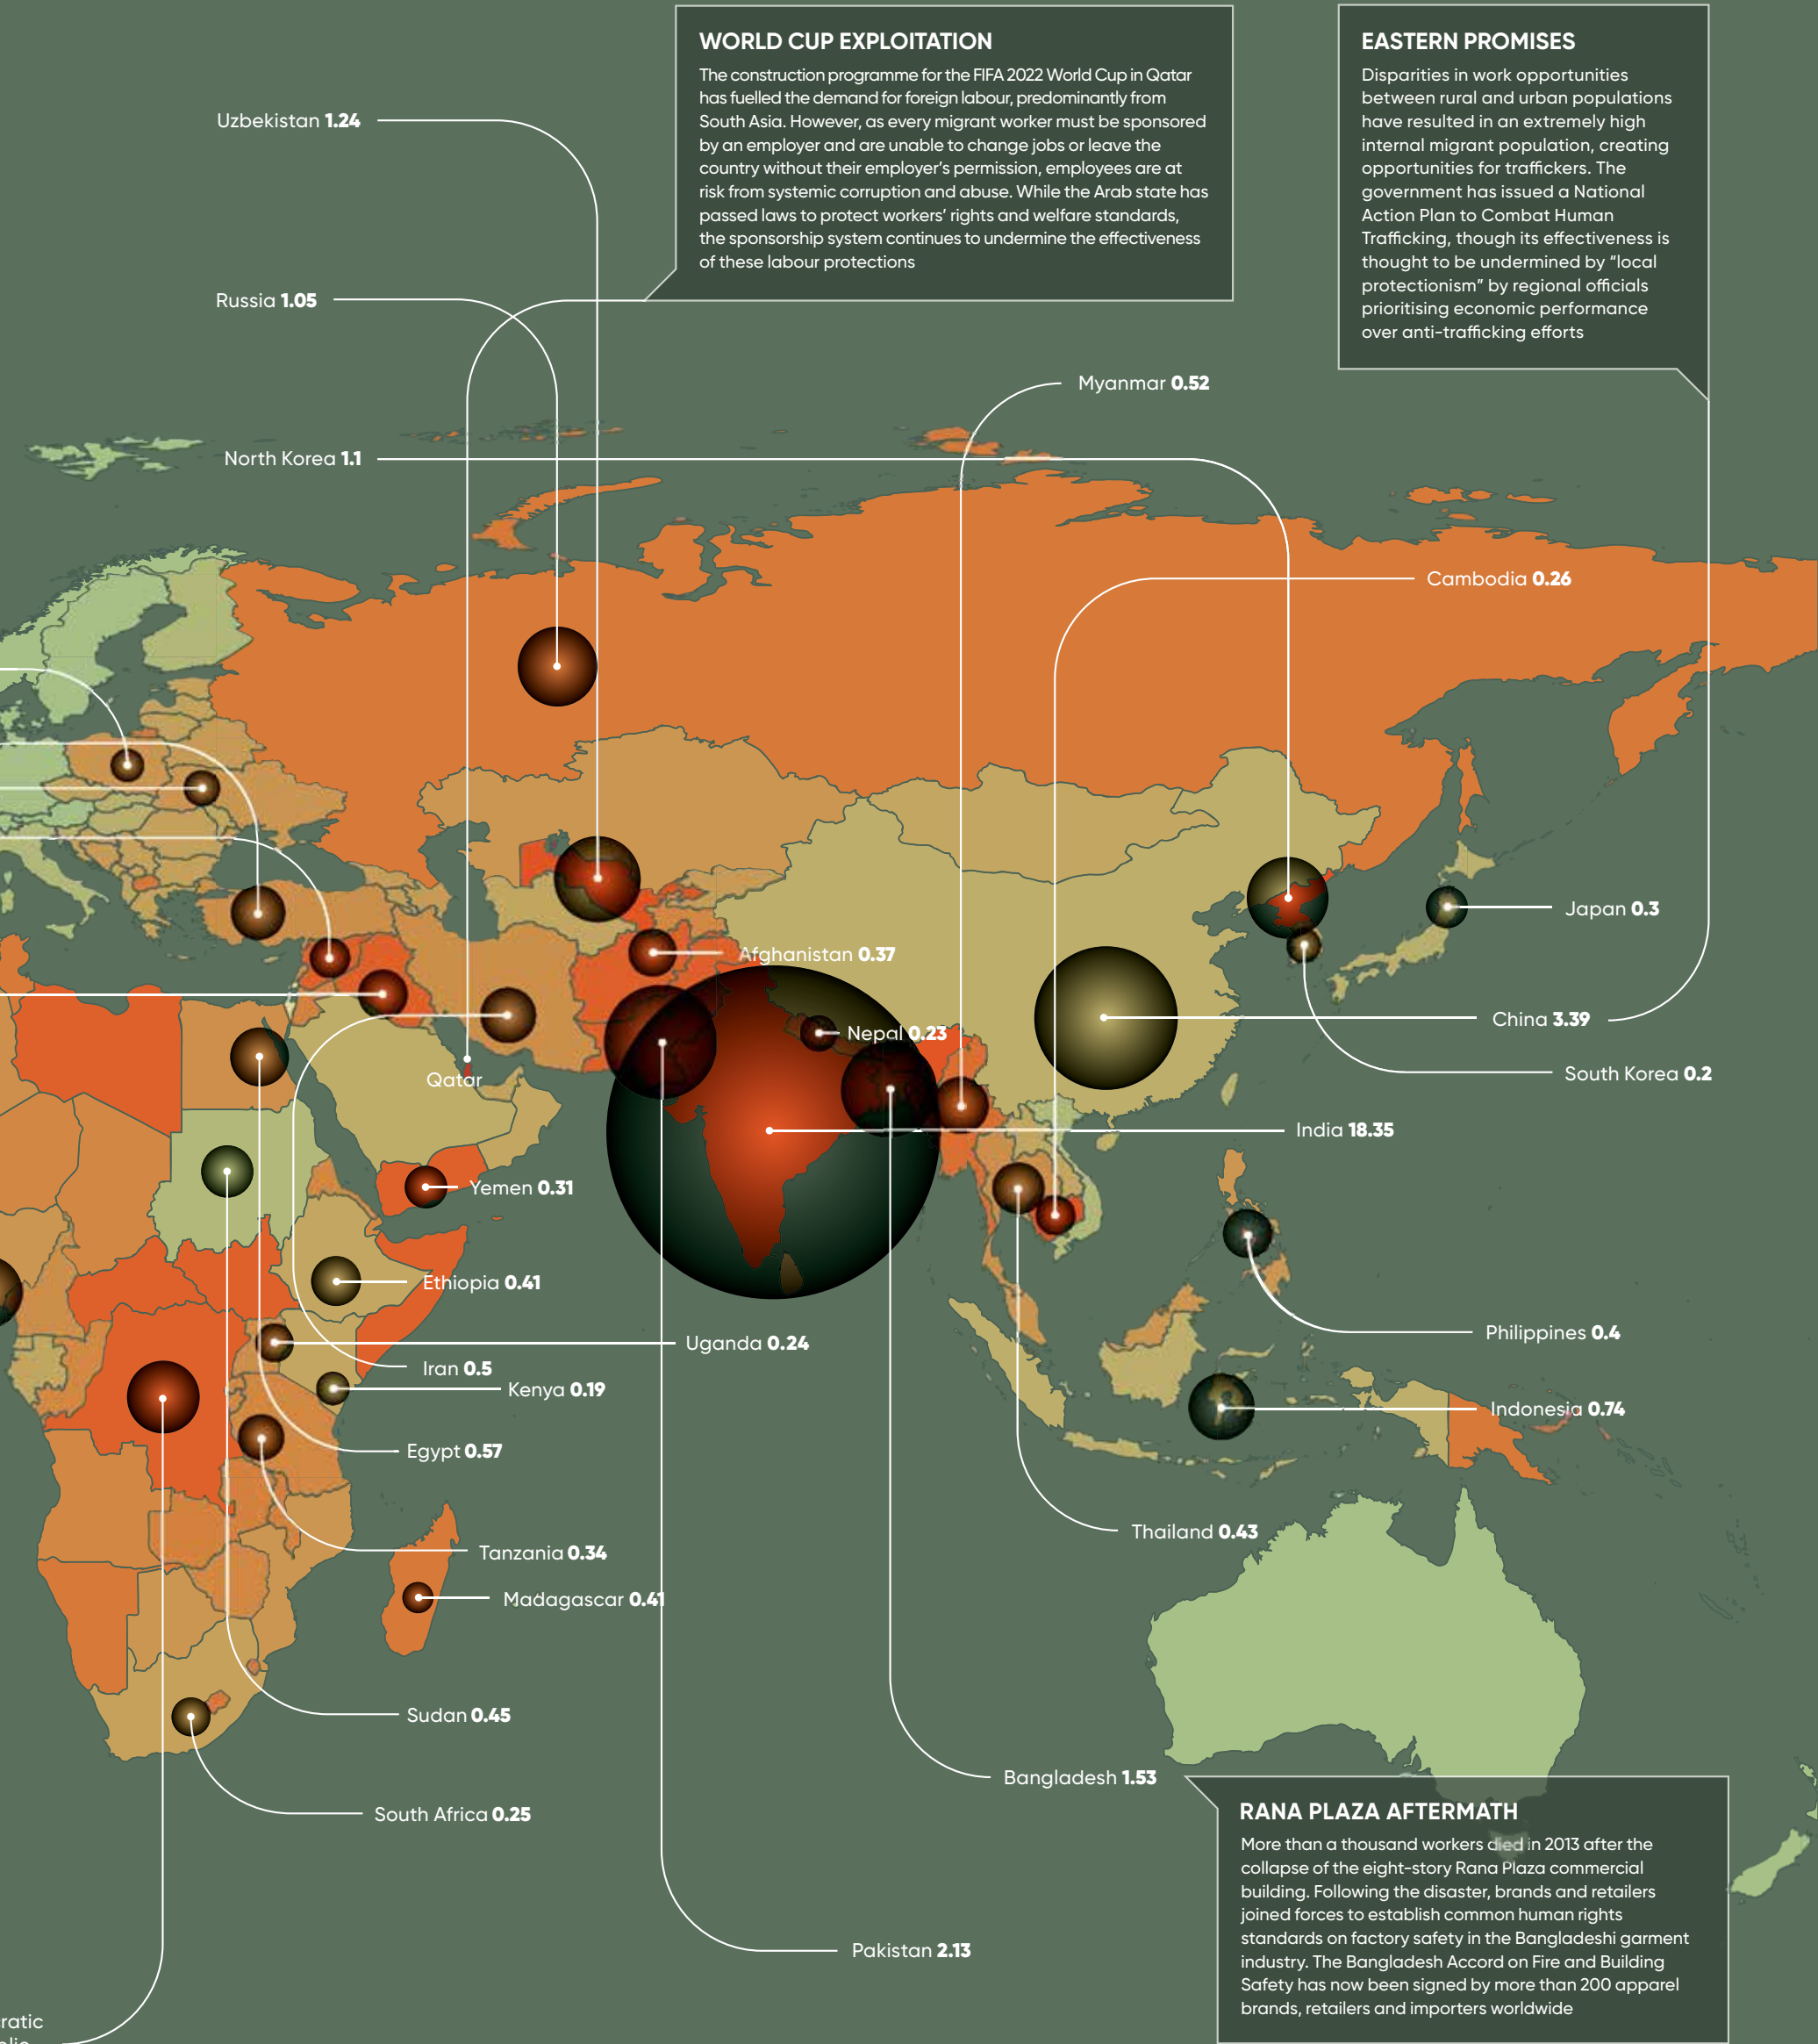 WORLD CUP EXPLOITATION
The construction programme for the FIFA 2022 World Cup in Qatar
has fuelled the demand for foreign labour, predominantly from
South Asia. However, as every migrant worker must be sponsored
by an employer and are unable to change jobs or leave the
country without their employer’s permission, employees are at
risk from systemic corruption and abuse. While the Arab state has
passed laws to protect workers’ rights and welfare standards,
the sponsorship system continues to undermine the effectiveness
of these labour protections
EASTERN PROMISES
Disparities in work opportunities
between rural and urban populations
have resulted in an extremely high
internal migrant population, creating
opportunities for traffickers. The
government has issued a National
Action Plan to Combat Human
Trafficking, though its effectiveness is
thought to be undermined by “local
protectionism” by regional officials
prioritising economic performance
over anti-trafficking efforts
Uzbekistan 1.24
Russia 1.05
Myanmar 0.52
North Korea 1.1
Cambodia 0.26
Japan 0.3
Afghanistan 0.37
China 3.39
Nepal 0.23
South Korea 0.2
Qatar
India 18.35
Yemen 0.31
Ethiopia 0.41
Philippines 0.4
Uganda 0.24
Iran 0.5
Kenya 0.19
Indonesia 0.74
Egypt 0.57
Thailand 0.43
Tanzania 0.34
Madagascar 0.41
Sudan 0.45
Bangladesh 1.53
South Africa 0.25
RANA PLAZA AFTERMATH
More than a thousand workers died in 2013 after the
collapse of the eight-story Rana Plaza commercial
building. Following the disaster, brands and retailers
joined forces to establish common human rights
standards on factory safety in the Bangladeshi garment
industry. The Bangladesh Accord on Fire and Building
Safety has now been signed by more than 200 apparel
brands, retailers and importers worldwide
Pakistan 2.13
ratic